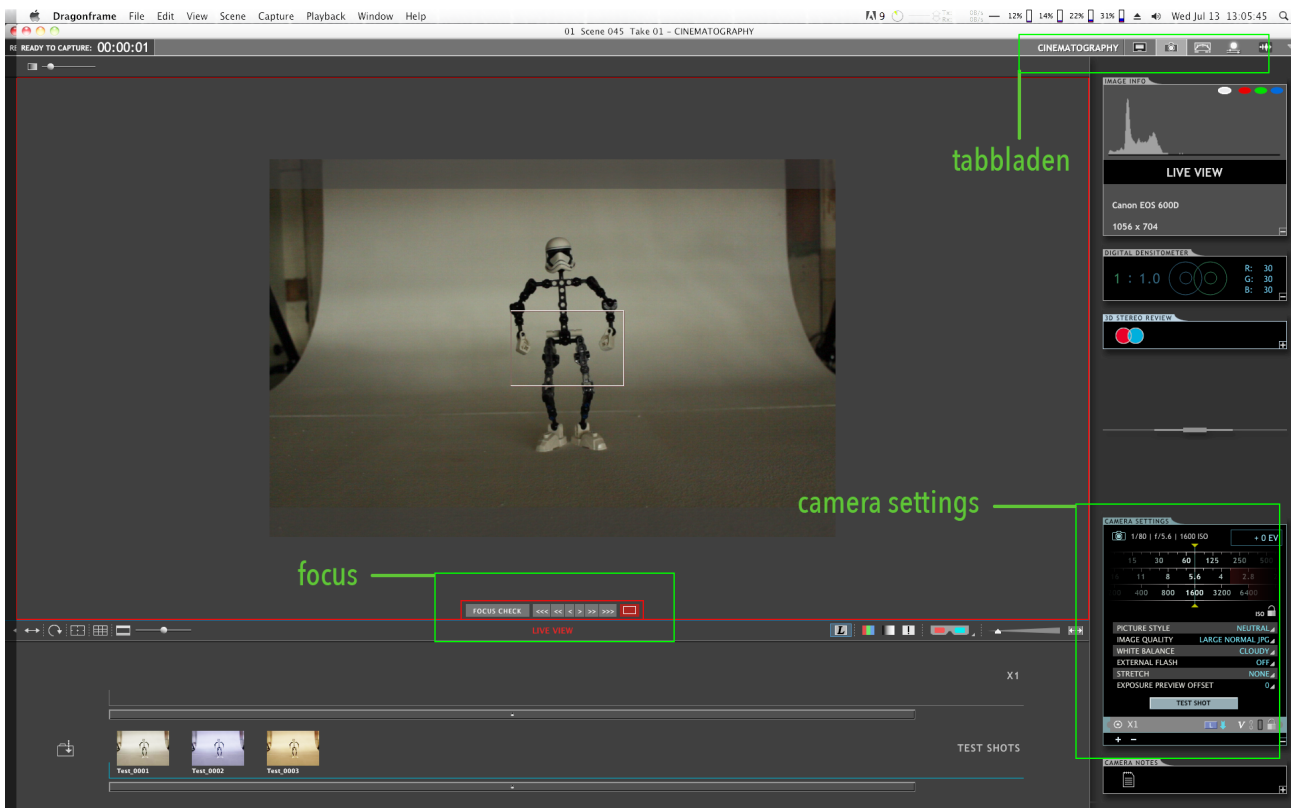 Dragonframe File Edit View Scene Capture Playback Window Help
9 12% 14% 22% 31% Wed Jul 13 13:05:45
01 Scene 045 Take 01 - CINEMATOGRAPHY
READY TO CAPTURE: 00:00:01
CINEMATOGRAPHY
tabbladen
IMAGE INFO
LIVE VIEW
Canon EOS 600D
1056 x 704
DIGITAL DENSITOMETER
1 : 1.0
R: 30
G: 30
B: 30
3D STEREO REVIEW
camera settings
CAMERA SETTINGS
1/80 | f/5.6 | 1600 ISO + 0 EV
15 30 60 125 250 500
11 8 5.6 4 2.8
400 800 1600 3200 6400
ISO
PICTURE STYLE NEUTRAL
IMAGE QUALITY LARGE NORMAL JPG
WHITE BALANCE CLOUDY
EXTERNAL FLASH OFF
STRETCH NONE
EXPOSURE PREVIEW OFFSET 0
TEST SHOT
X1 L V
+ −
CAMERA NOTES
focus
FOCUS CHECK <<< << < > >> >>>
LIVE VIEW
L !
X1
TEST SHOTS
Test_0001 Test_0002 Test_0003